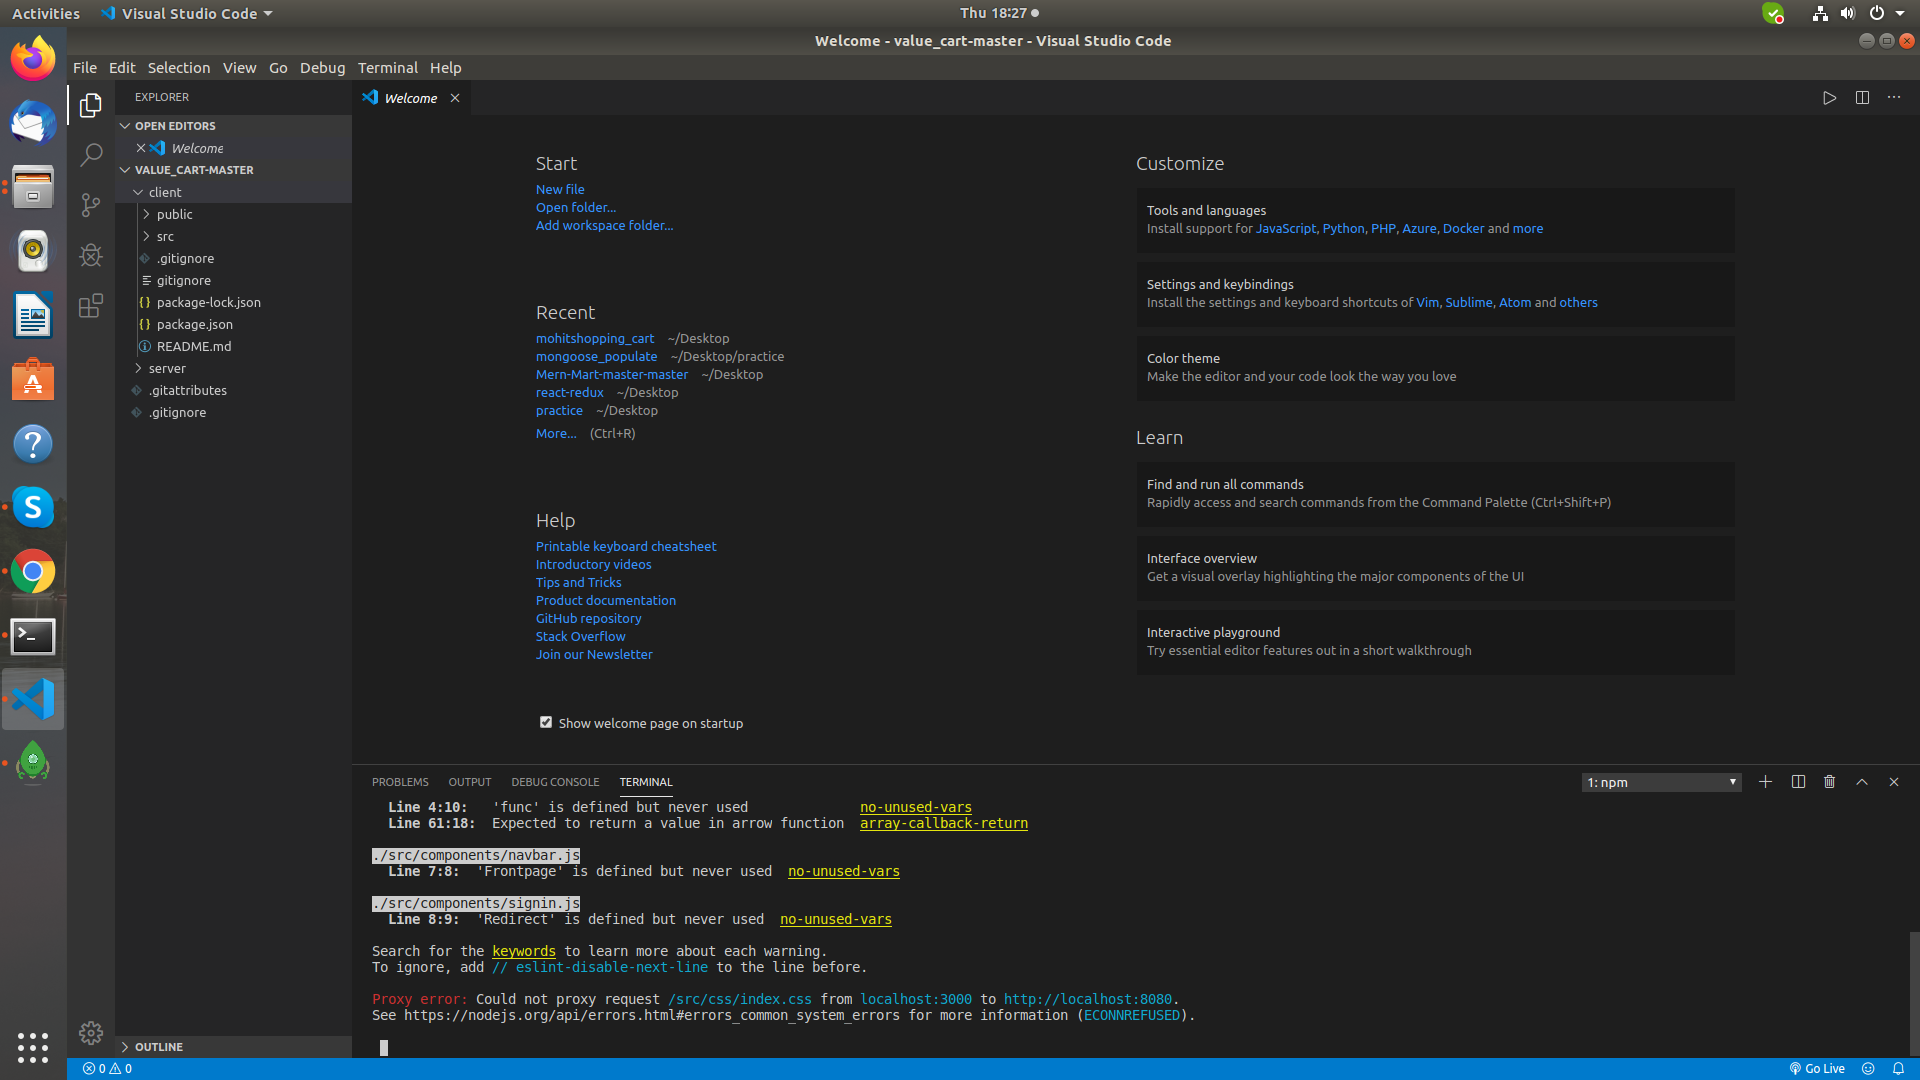 Activities
Visual Studio Code
Thu 18:27
Welcome - value_cart-master - Visual Studio Code
File Edit Selection View Go Debug Terminal Help
EXPLORER
OPEN EDITORS
Welcome
VALUE_CART-MASTER
client
public
src
.gitignore
gitignore
package-lock.json
package.json
README.md
server
.gitattributes
.gitignore
OUTLINE
Welcome
Start
New file
Open folder...
Add workspace folder...
Recent
mohitshopping_cart ~/Desktop
mongoose_populate ~/Desktop/practice
Mern-Mart-master-master ~/Desktop
react-redux ~/Desktop
practice ~/Desktop
More... (Ctrl+R)
Help
Printable keyboard cheatsheet
Introductory videos
Tips and Tricks
Product documentation
GitHub repository
Stack Overflow
Join our Newsletter
Show welcome page on startup
Customize
Tools and languages
Install support for JavaScript, Python, PHP, Azure, Docker and more
Settings and keybindings
Install the settings and keyboard shortcuts of Vim, Sublime, Atom and others
Color theme
Make the editor and your code look the way you love
Learn
Find and run all commands
Rapidly access and search commands from the Command Palette (Ctrl+Shift+P)
Interface overview
Get a visual overlay highlighting the major components of the UI
Interactive playground
Try essential editor features out in a short walkthrough
PROBLEMS OUTPUT DEBUG CONSOLE TERMINAL
1: npm
Line 4:10: 'func' is defined but never used no-unused-vars
Line 61:18: Expected to return a value in arrow function array-callback-return
./src/components/navbar.js
Line 7:8: 'Frontpage' is defined but never used no-unused-vars
./src/components/signin.js
Line 8:9: 'Redirect' is defined but never used no-unused-vars
Search for the keywords to learn more about each warning.
To ignore, add // eslint-disable-next-line to the line before.
Proxy error: Could not proxy request /src/css/index.css from localhost:3000 to http://localhost:8080.
See https://nodejs.org/api/errors.html#errors_common_system_errors for more information (ECONNREFUSED).
0 0
Go Live